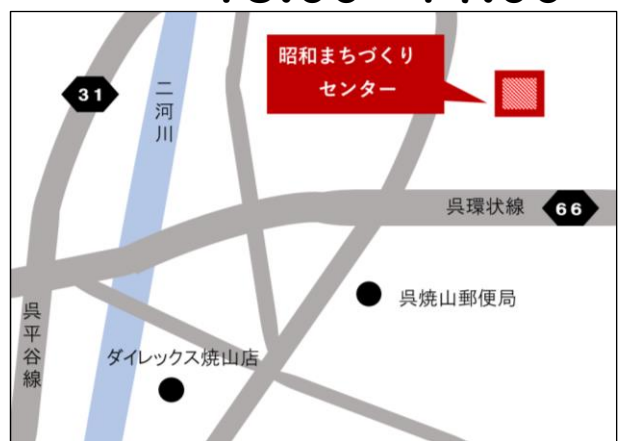 昭和まちづくり
センター
31
二河川
呉環状線
66
呉焼山郵便局
呉平谷線
ダイレックス焼山店